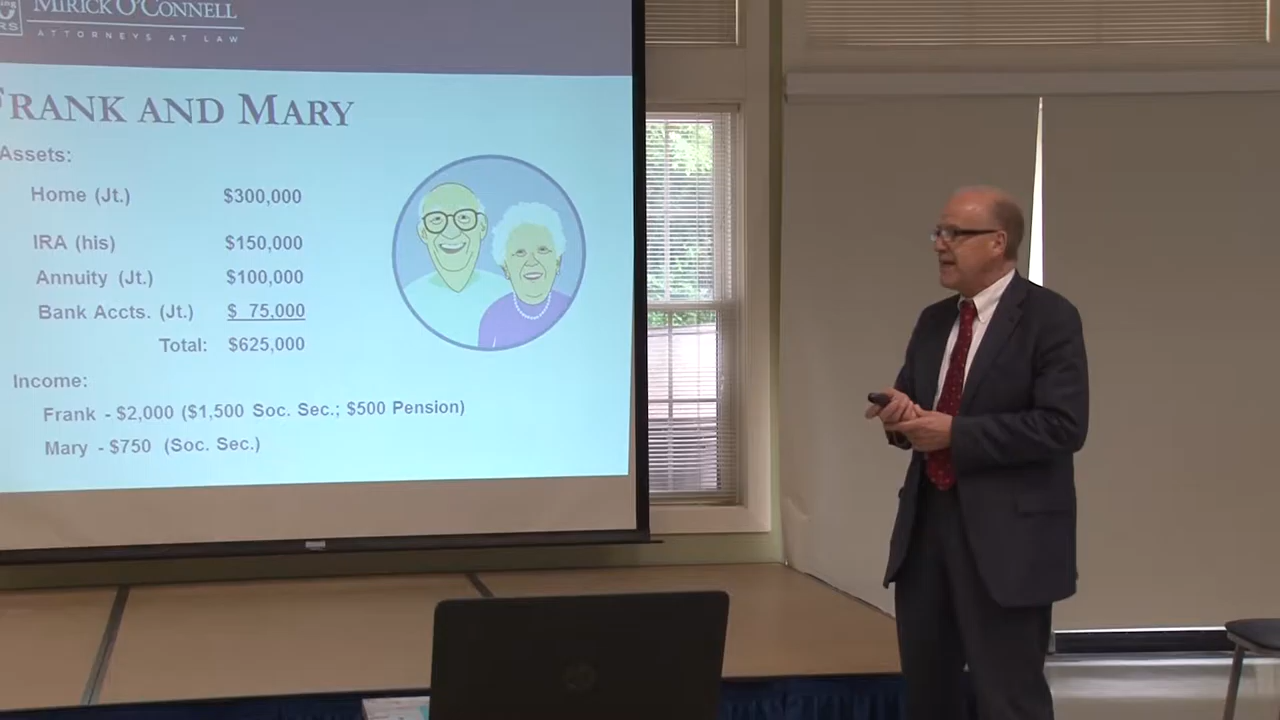 MIRICK O'CONNELL
ATTORNEYS AT LAW
FRANK AND MARY
Assets:
Home (Jt.) $300,000
IRA (his) $150,000
Annuity (Jt.) $100,000
Bank Accts. (Jt.) $ 75,000
Total: $625,000
Income:
Frank - $2,000 ($1,500 Soc. Sec.; $500 Pension)
Mary - $750 (Soc. Sec.)